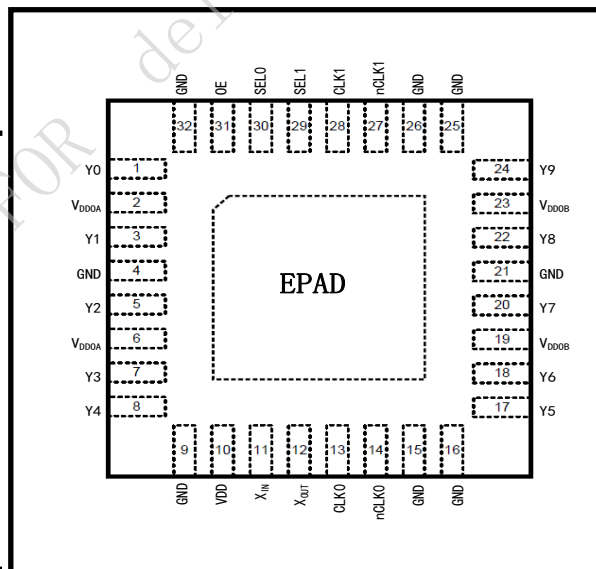 FOR de
GND OE SEL0 SEL1 CLK1 nCLK1 GND GND
32 31 30 29 28 27 26 25
Y0 1 24 Y9
VDDOA 2 23 VDDOB
Y1 3 22 Y8
GND 4 21 GND
Y2 5 20 Y7
VDDOA 6 19 VDDOB
Y3 7 18 Y6
Y4 8 17 Y5
EPAD
9 10 11 12 13 14 15 16
GND VDD XIN XOUT CLK0 nCLK0 GND GND